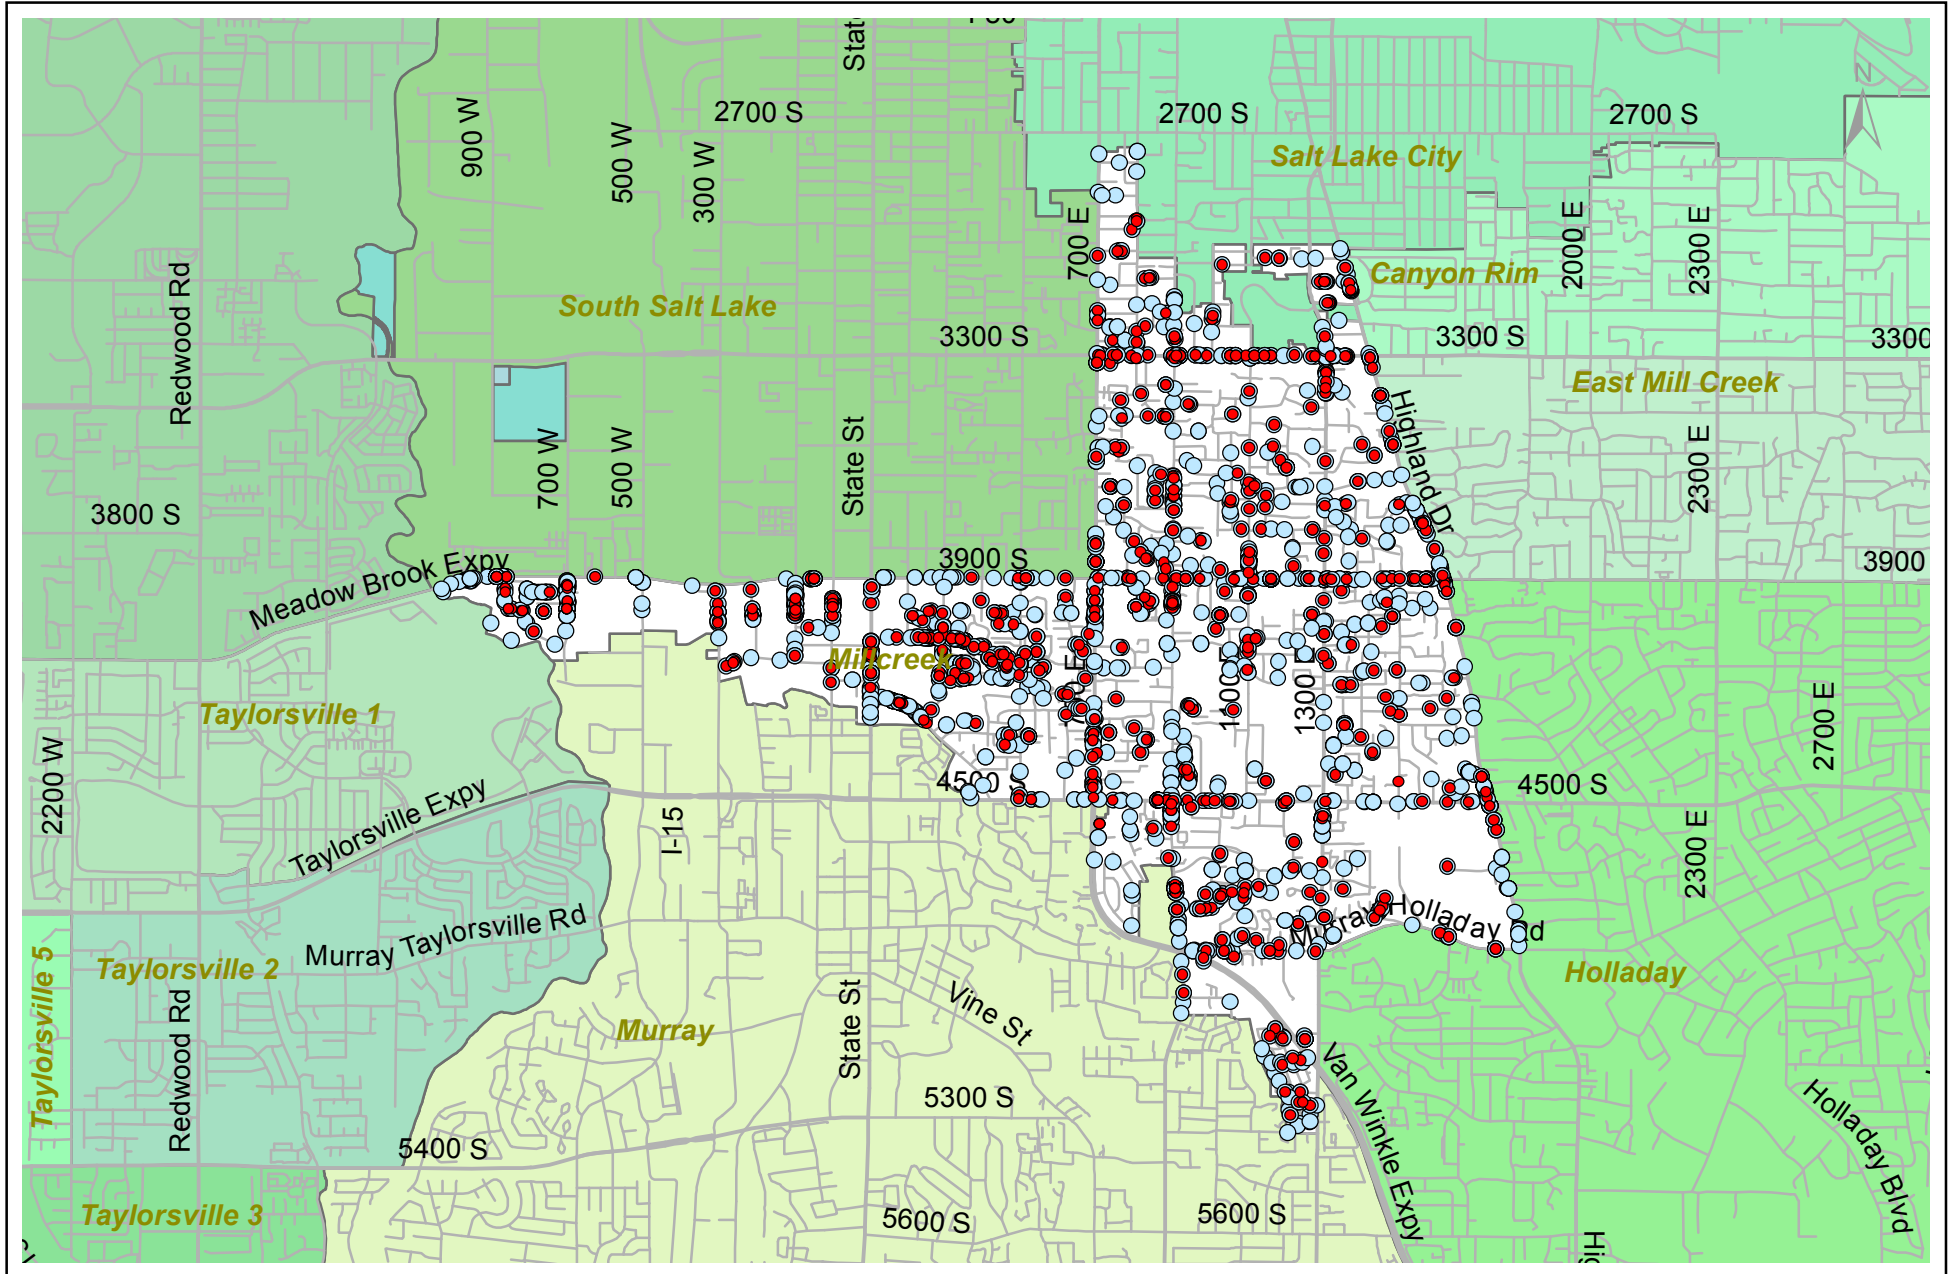 State
2700 S
2700 S
2700 S
N
900 W
500 W
300 W
Salt Lake City
700 E
2000 E
2300 E
Redwood Rd
South Salt Lake
Canyon Rim
3300 S
3300 S
3300
East Mill Creek
Highland Dr
700 W
500 W
State St
2300 E
3800 S
Meadow Brook Expy
3900 S
3900
Millcreek
1100 E
1300 E
Taylorsville 1
2700 E
2200 W
Taylorsville Expy
4500 S
4500 S
I-15
2300 E
Murray Taylorsville Rd
Murray Holladay Rd
Taylorsville 5
Taylorsville 2
Redwood Rd
Holladay
State St
Vine St
Murray
Van Winkle Expy
5300 S
Holladay Blvd
5400 S
Taylorsville 3
5600 S
5600 S